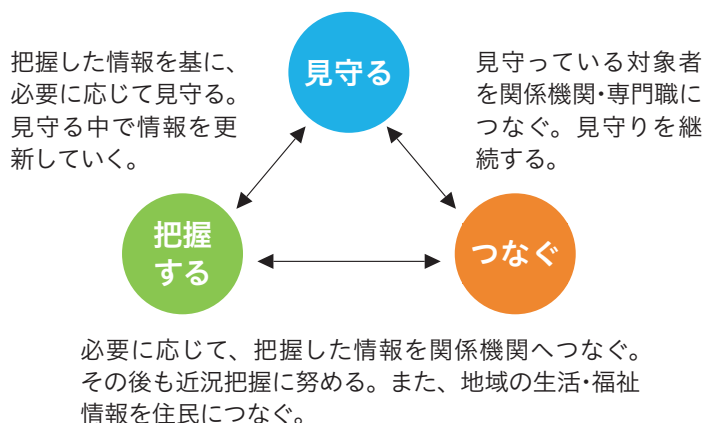 見守る
把握した情報を基に、
必要に応じて見守る。
見守る中で情報を更
新していく。
見守っている対象者
を関係機関・専門職に
つなぐ。見守りを継
続する。
把握
する
つなぐ
必要に応じて、把握した情報を関係機関へつなぐ。
その後も近況把握に努める。また、地域の生活・福祉
情報を住民につなぐ。